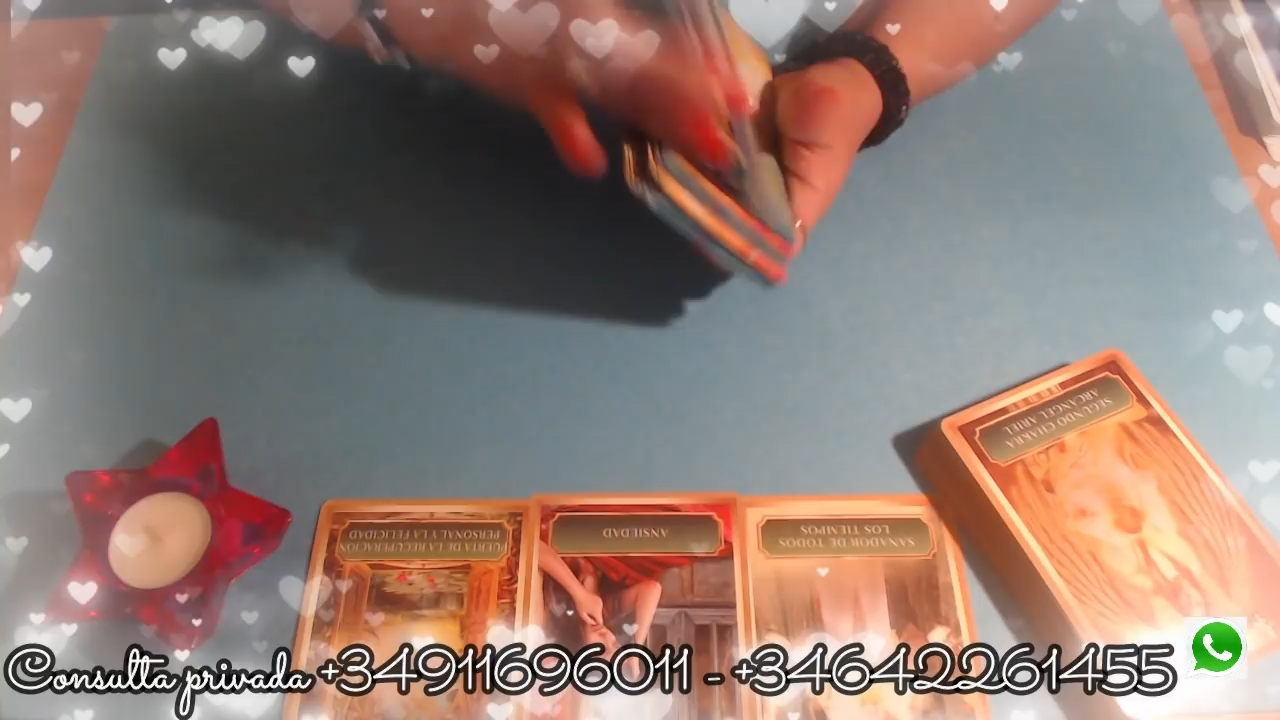 SEGUNDO CHAKRA
ARCÁNGEL ARIEL
PUERTA DE LA RECUPERACIÓN
PERSONAL Y LA FELICIDAD
ANSIEDAD
SANADOR DE TODOS
LOS TIEMPOS
Consulta privada +34911696011 - +34642261455